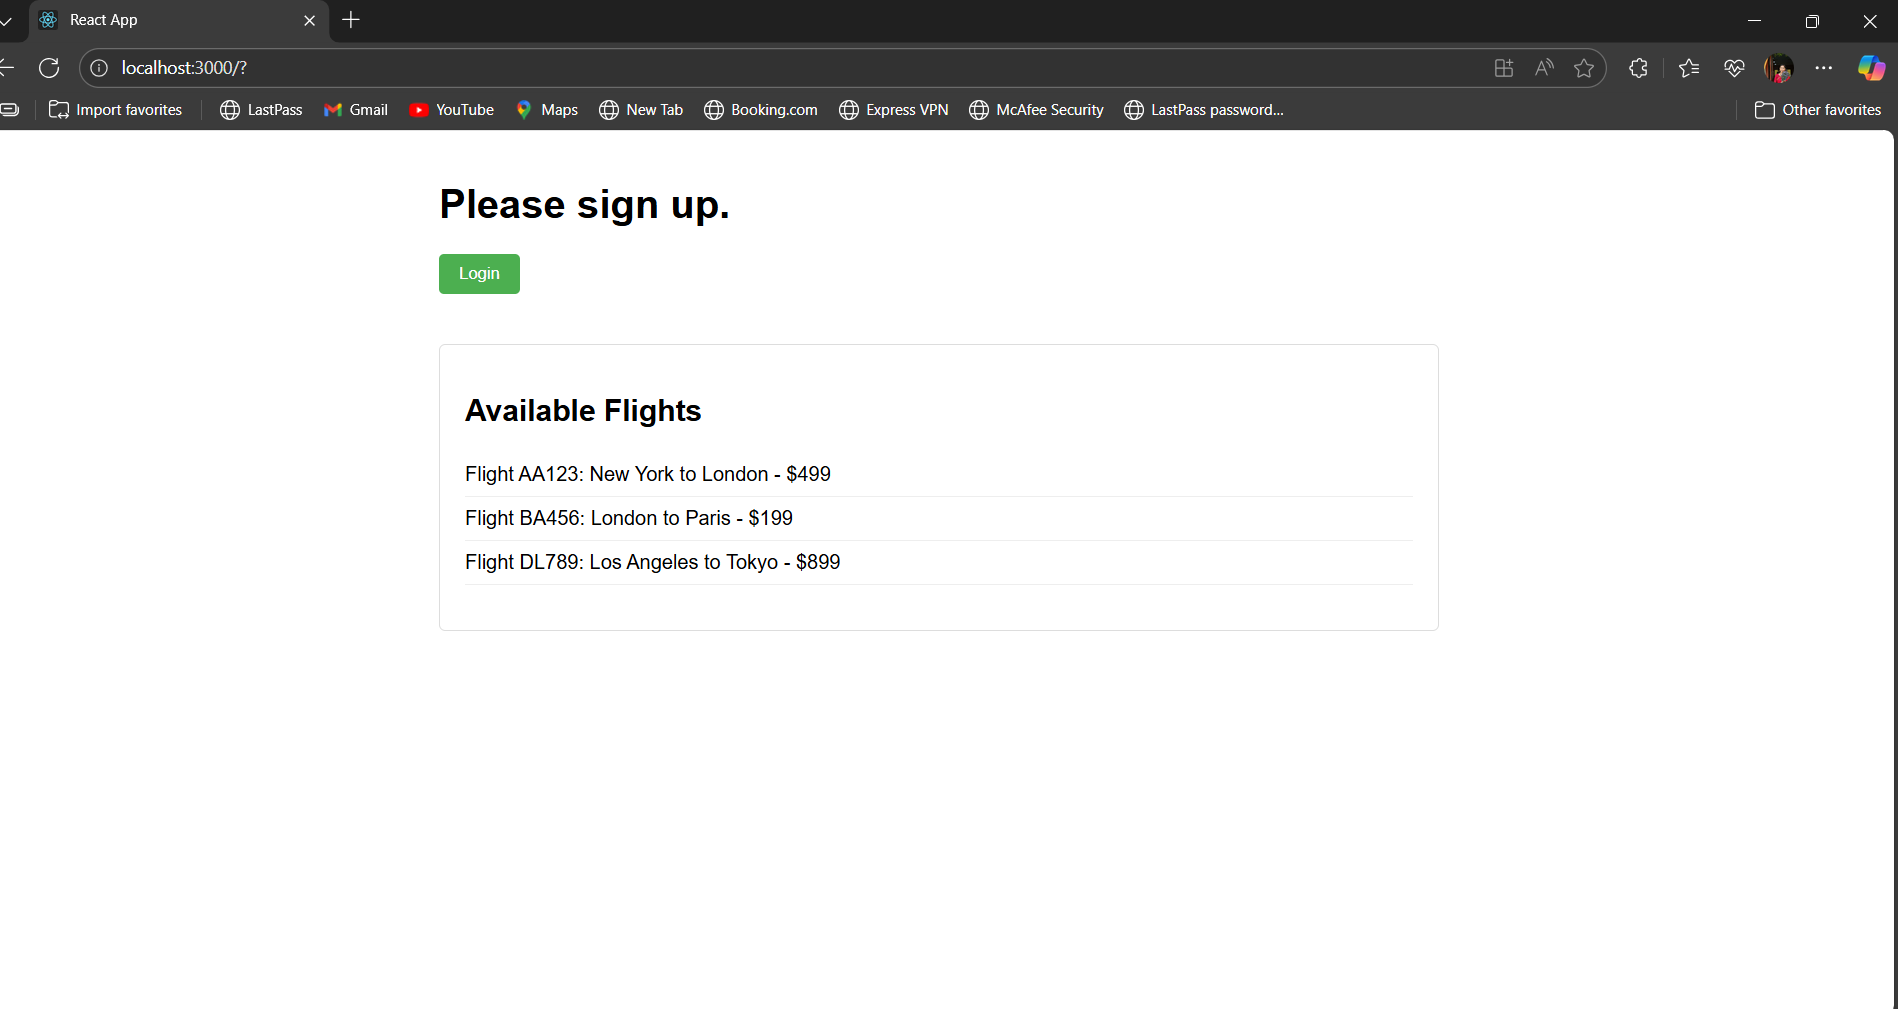 React App
localhost:3000/?
Import favorites LastPass Gmail YouTube Maps New Tab Booking.com Express VPN McAfee Security LastPass password... Other favorites
Please sign up.
Login
Available Flights
Flight AA123: New York to London - $499
Flight BA456: London to Paris - $199
Flight DL789: Los Angeles to Tokyo - $899